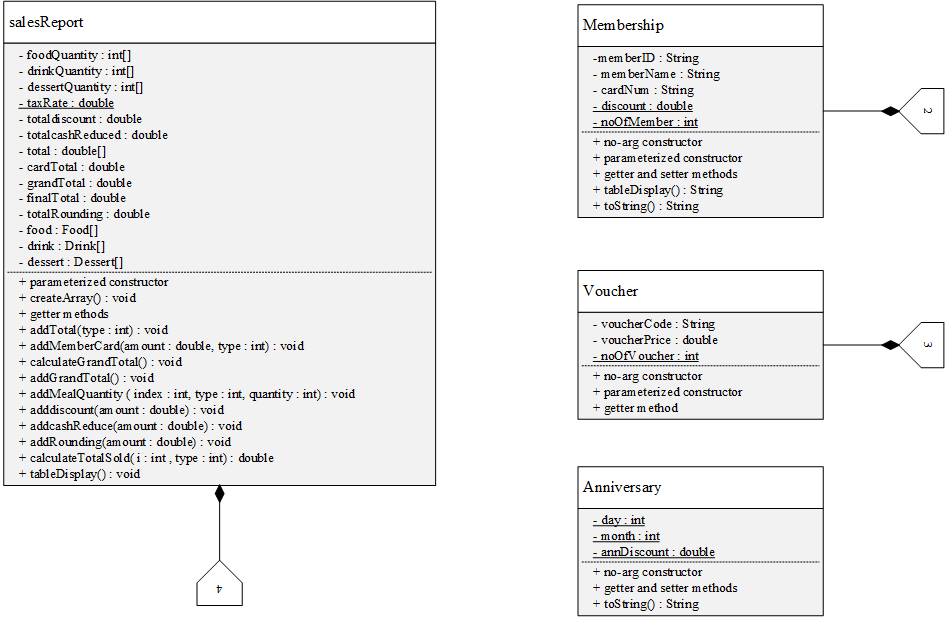 salesReport
- foodQuantity : int[]
- drinkQuantity : int[]
- dessertQuantity : int[]
- taxRate : double
- totaldiscount : double
- totalcashReduced : double
- total : double[]
- cardTotal : double
- grandTotal : double
- finalTotal : double
- totalRounding : double
- food : Food[]
- drink : Drink[]
- dessert : Dessert[]
+ parameterized constructor
+ createArray() : void
+ getter methods
+ addTotal(type : int) : void
+ addMemberCard(amount : double, type : int) : void
+ calculateGrandTotal() : void
+ addGrandTotal() : void
+ addMealQuantity ( index : int, type : int, quantity : int) : void
+ adddiscount(amount : double) : void
+ addcashReduce(amount : double) : void
+ addRounding(amount : double) : void
+ calculateTotalSold( i : int , type : int) : double
+ tableDisplay() : void
4
Membership
-memberID : String
- memberName : String
- cardNum : String
- discount : double
- noOfMember : int
+ no-arg constructor
+ parameterized constructor
+ getter and setter methods
+ tableDisplay() : String
+ toString() : String
2
Voucher
- voucherCode : String
- voucherPrice : double
- noOfVoucher : int
+ no-arg constructor
+ parameterized constructor
+ getter method
3
Anniversary
- day : int
- month : int
- annDiscount : double
+ no-arg constructor
+ getter and setter methods
+ toString() : String